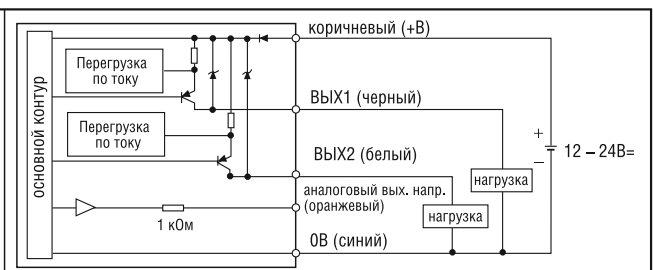 коричневый (+В)
Перегрузка
по току
ВЫХ1 (черный)
Перегрузка
по току
основной контур
ВЫХ2 (белый)
+
12 – 24В=
–
нагрузка
аналоговый вых. напр.
(оранжевый)
нагрузка
1 кОм
0В (синий)